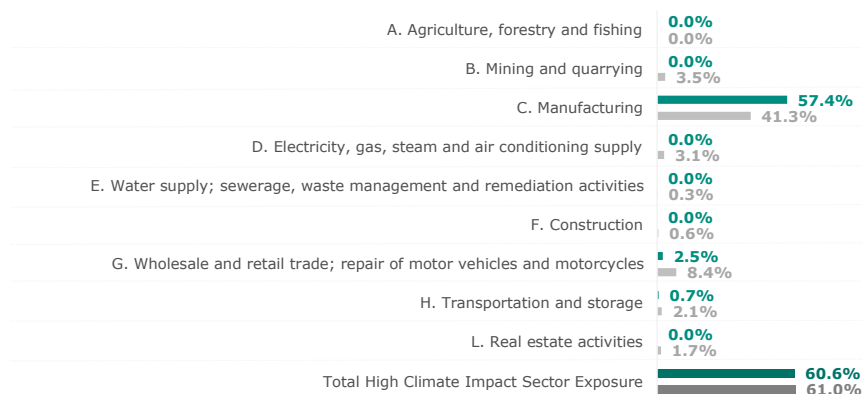 A. Agriculture, forestry and fishing
0.0%
0.0%
B. Mining and quarrying
0.0%
3.5%
C. Manufacturing
57.4%
41.3%
D. Electricity, gas, steam and air conditioning supply
0.0%
3.1%
E. Water supply; sewerage, waste management and remediation activities
0.0%
0.3%
F. Construction
0.0%
0.6%
G. Wholesale and retail trade; repair of motor vehicles and motorcycles
2.5%
8.4%
H. Transportation and storage
0.7%
2.1%
L. Real estate activities
0.0%
1.7%
Total High Climate Impact Sector Exposure
60.6%
61.0%